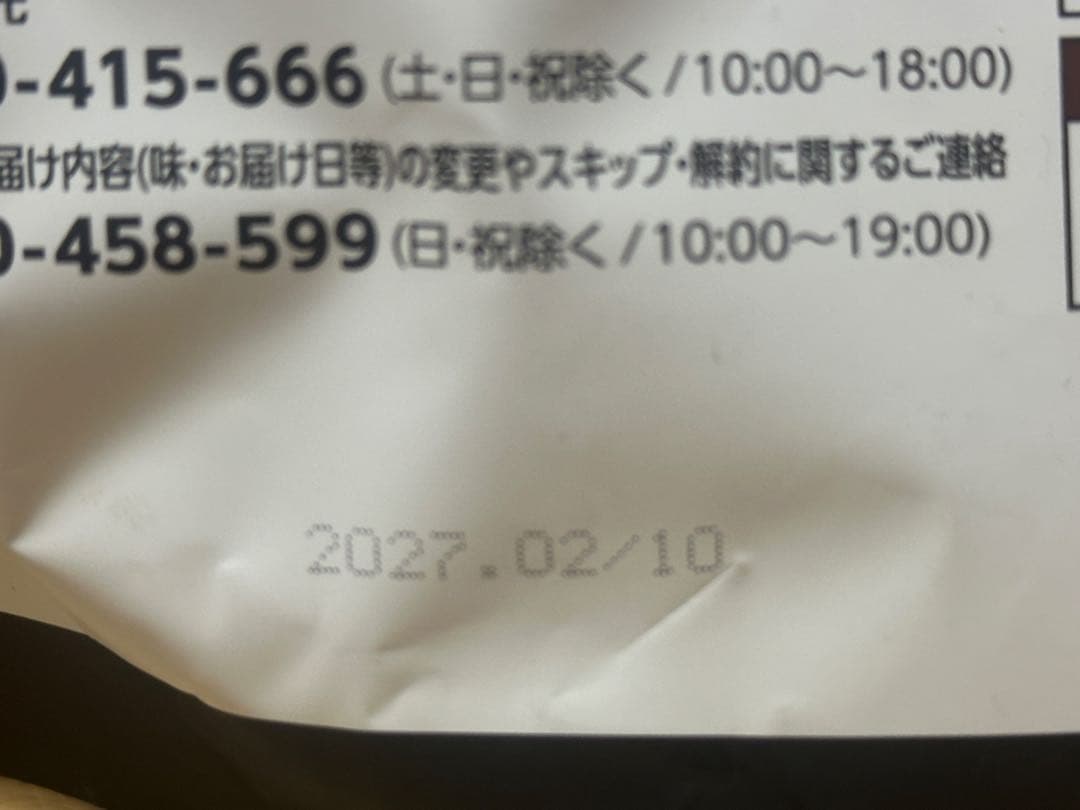 -415-666 (土・日・祝除く/10:00～18:00)
届け内容(味・お届け日等)の変更やスキップ・解約に関するご連絡
0-458-599 (日・祝除く/10:00～19:00)
2027.02/10